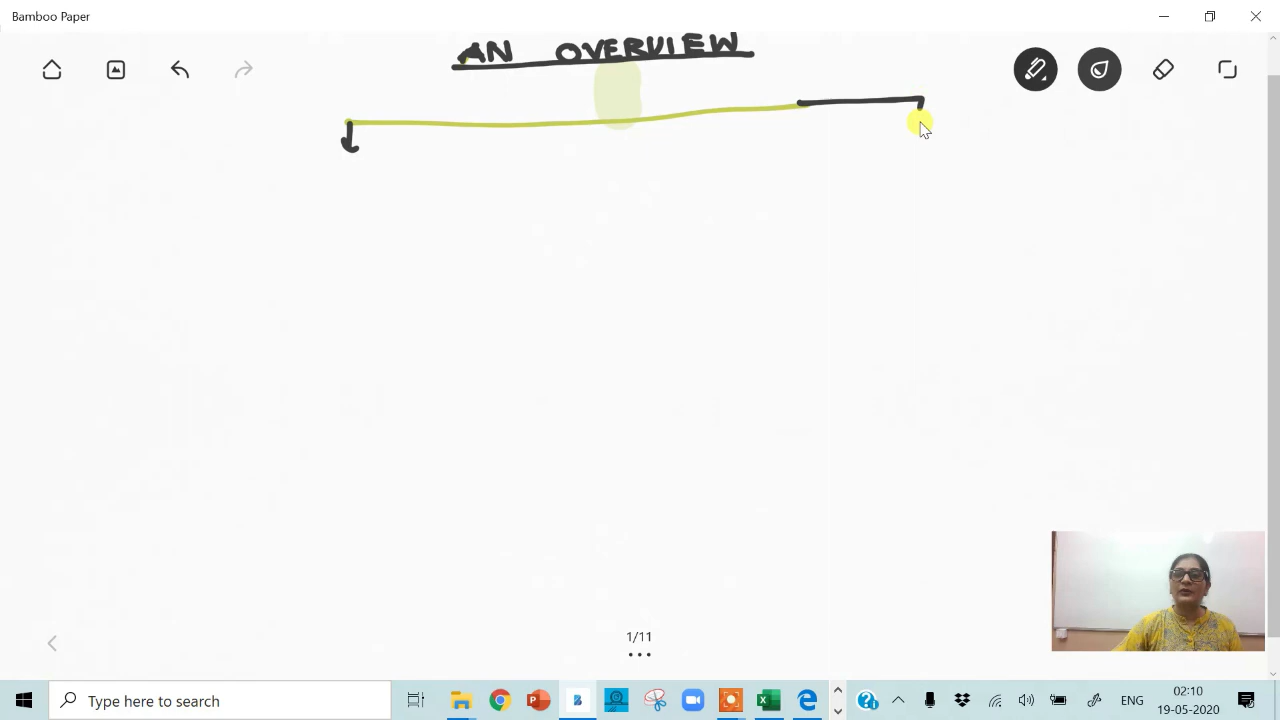 Bamboo Paper
AN OVERVIEW
1/11
Type here to search
ENG
02:10
19-05-2020